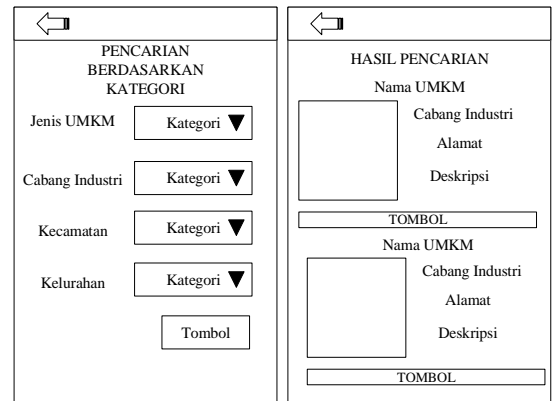 PENCARIAN
BERDASARKAN
KATEGORI
Jenis UMKM
Kategori
Cabang Industri
Kategori
Kecamatan
Kategori
Kelurahan
Kategori
Tombol
HASIL PENCARIAN
Nama UMKM
Cabang Industri
Alamat
Deskripsi
TOMBOL
Nama UMKM
Cabang Industri
Alamat
Deskripsi
TOMBOL